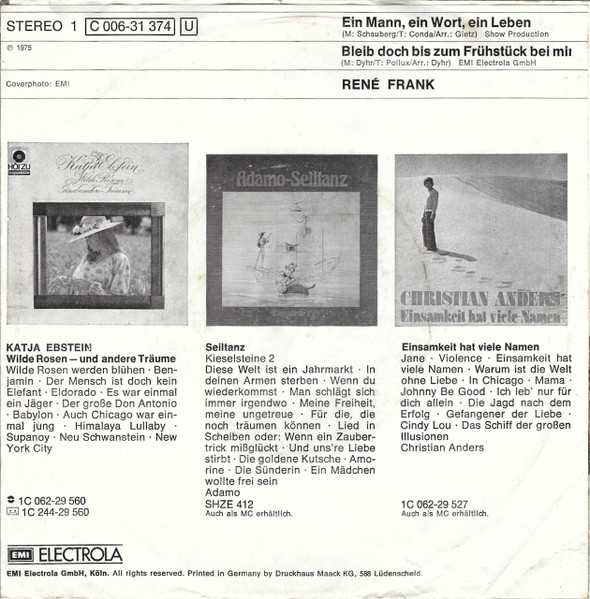 STEREO 1 C 006-31 374 U
Ein Mann, ein Wort, ein Leben
(M: Schauberg/T: Conda/Arr.: Gietz) Show Production
℗ 1975
Bleib doch bis zum Frühstück bei mir
(M: Dyhr/T: Pollux/Arr.: Dyhr) EMI Electrola GmbH
Coverphoto: EMI
RENÉ FRANK
HÖRZU
Katja Ebstein
Wilde Rosen
Adamo-Seiltanz
CHRISTIAN ANDERS
Einsamkeit hat viele Namen
KATJA EBSTEIN
Wilde Rosen — und andere Träume
Wilde Rosen werden blühen · Ben-
jamin · Der Mensch ist doch kein
Elefant · Eldorado · Es war einmal
ein Jäger · Der große Don Antonio
· Babylon · Auch Chicago war ein-
mal jung · Himalaya Lullaby ·
Supanoy · Neu Schwanstein · New
York City
1C 062-29 560
1C 244-29 560
Seiltanz
Kieselsteine 2
Diese Welt ist ein Jahrmarkt · In
deinen Armen sterben · Wenn du
wiederkommst · Man schlägt sich
immer irgendwo · Meine Freiheit,
meine ungetreue · Für die, die
noch träumen können · Lied in
Scheiben oder: Wenn ein Zauber-
trick mißglückt · Und uns're Liebe
stirbt · Die goldene Kutsche · Amo-
rine · Die Sünderin · Ein Mädchen
wollte frei sein
Adamo
SHZE 412
Auch als MC erhältlich.
Einsamkeit hat viele Namen
Jane · Violence · Einsamkeit hat
viele Namen · Warum ist die Welt
ohne Liebe · In Chicago · Mama ·
Johnny Be Good · Ich leb' nur für
dich allein · Die Jagd nach dem
Erfolg · Gefangener der Liebe ·
Cindy Lou · Das Schiff der großen
Illusionen
Christian Anders
1C 062-29 527
Auch als MC erhältlich.
EMI ELECTROLA
EMI Electrola GmbH, Köln. All rights reserved. Printed in Germany by Druckhaus Maack KG, 588 Lüdenscheid.